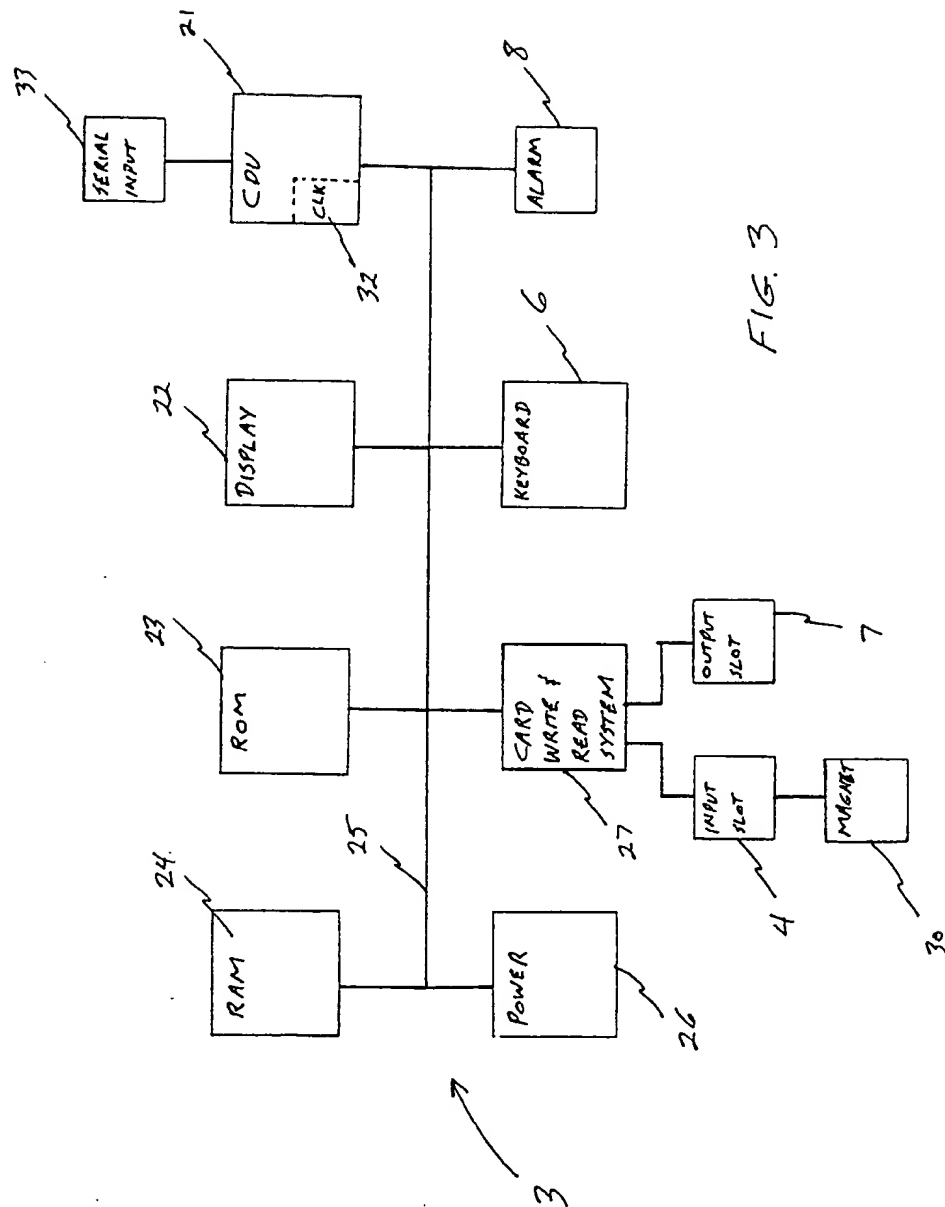 24
RAM
23
ROM
22
DISPLAY
33
SERIAL
INPUT
21
CDU
CLK
32
25
3
POWER
26
CARD
WRITE &
READ
SYSTEM
27
INPUT
SLOT
4
OUTPUT
SLOT
7
MAGNET
30
KEYBOARD
6
ALARM
8
FIG. 3